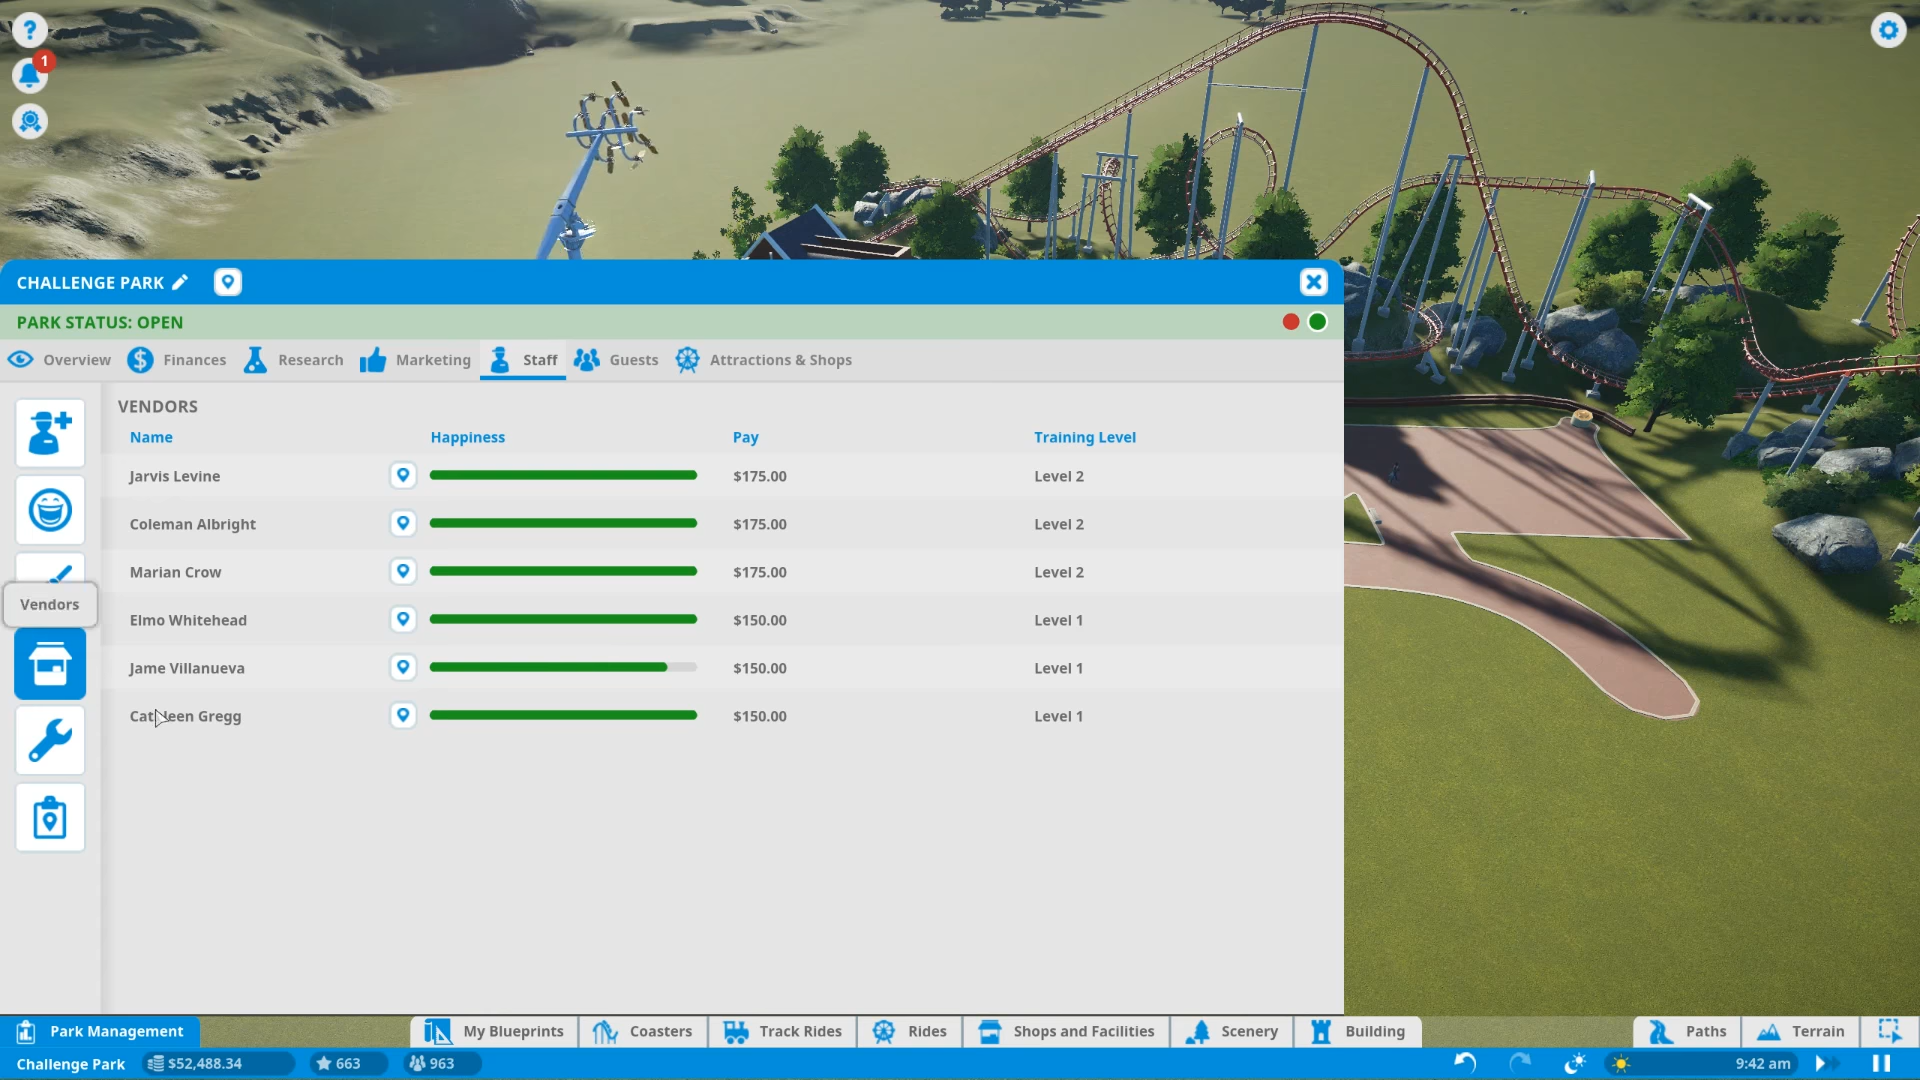 ?
1
CHALLENGE PARK
PARK STATUS: OPEN
Overview Finances Research Marketing Staff Guests Attractions & Shops
VENDORS
Name Happiness Pay Training Level
Jarvis Levine $175.00 Level 2
Coleman Albright $175.00 Level 2
Marian Crow $175.00 Level 2
Vendors
Elmo Whitehead $150.00 Level 1
Jame Villanueva $150.00 Level 1
Cathleen Gregg $150.00 Level 1
Park Management My Blueprints Coasters Track Rides Rides Shops and Facilities Scenery Building Paths Terrain
Challenge Park $52,488.34 663 963 9:42 am